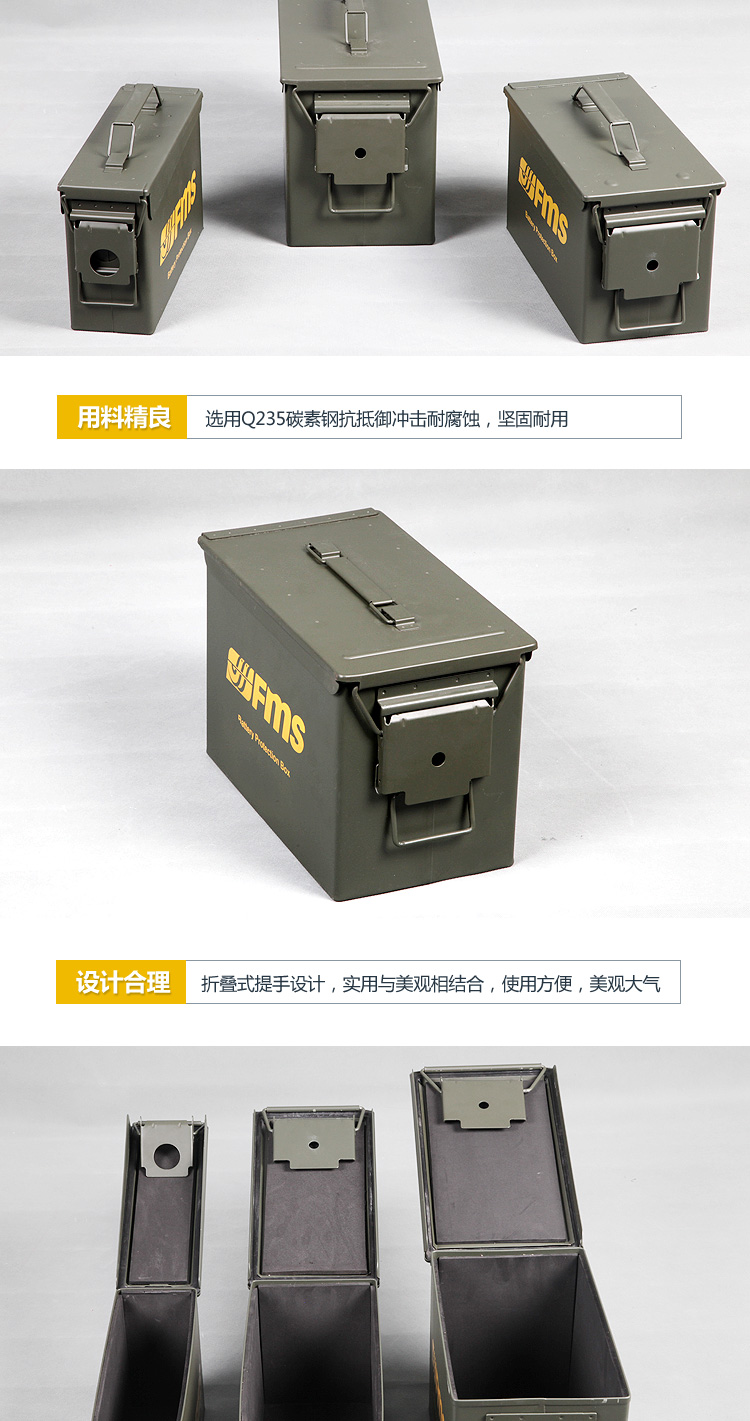 FMS
Battery Protection Box
FMS
Battery Protection Box
用料精良
选用Q235碳素钢抗抵御冲击耐腐蚀，坚固耐用
FMS
Battery Protection Box
设计合理
折叠式提手设计，实用与美观相结合，使用方便，美观大气